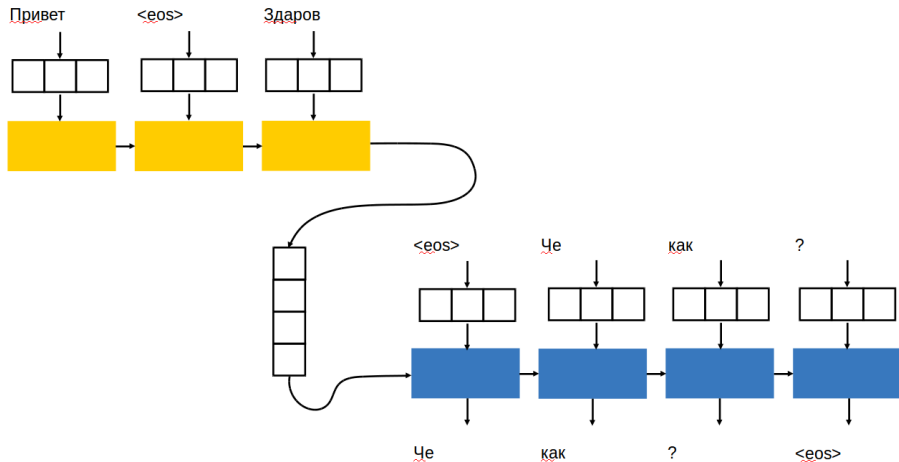 Привет <eos> Здаров
<eos> Че как ?
Че как ? <eos>